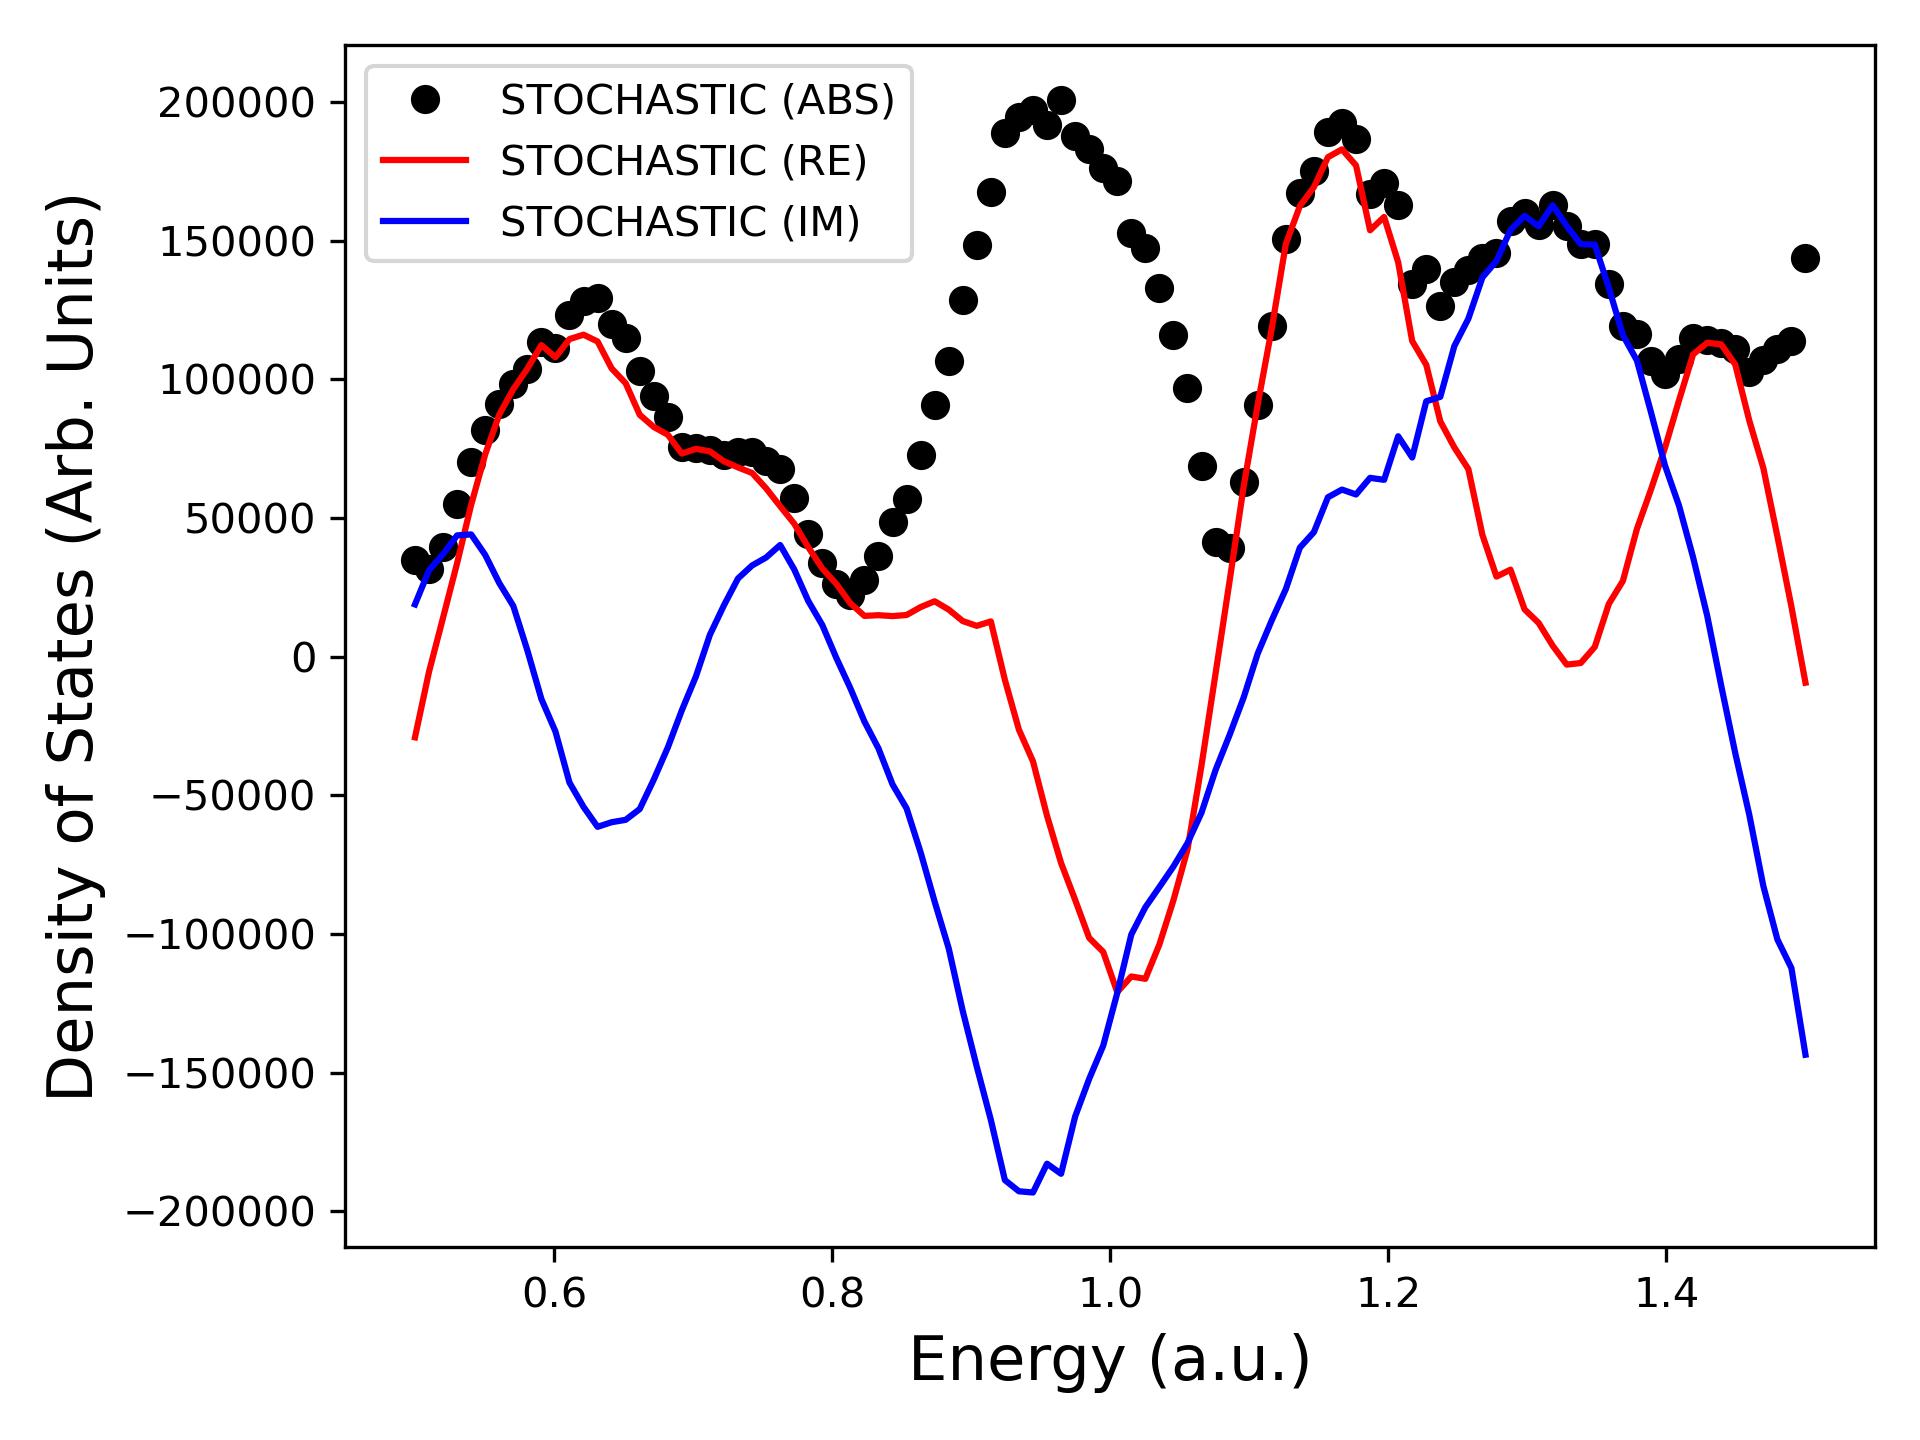 STOCHASTIC (ABS)
STOCHASTIC (RE)
STOCHASTIC (IM)
Density of States (Arb. Units)
200000
150000
100000
50000
0
−50000
−100000
−150000
−200000
0.6 0.8 1.0 1.2 1.4
Energy (a.u.)